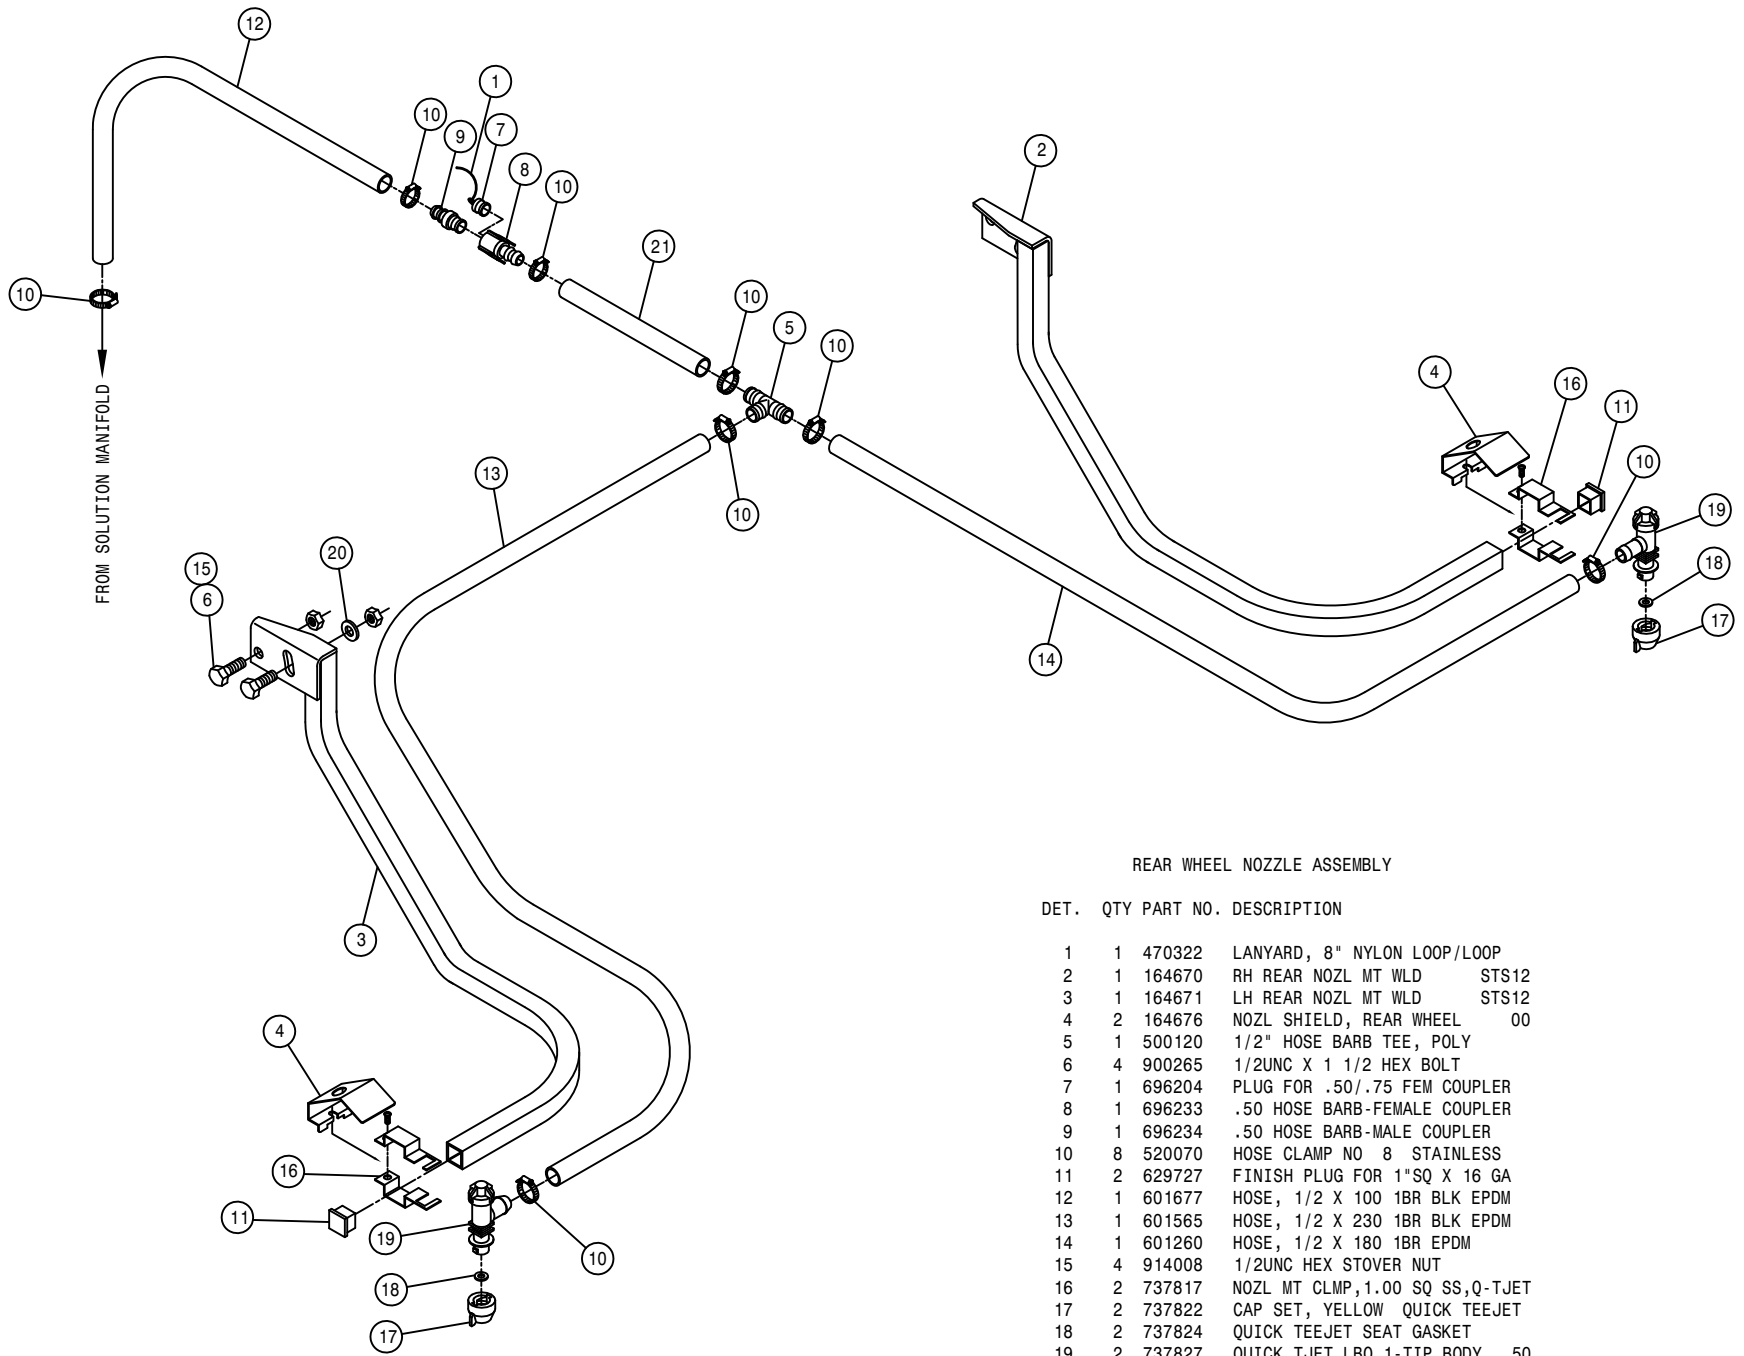 12
1
10
9
7
8
10
2
21
10
10
5
10
4
16
11
FROM SOLUTION MANIFOLD
13
10
10
19
20
15
6
18
17
14
3
REAR WHEEL NOZZLE ASSEMBLY
DET. QTY PART NO. DESCRIPTION
1 1 470322 LANYARD, 8" NYLON LOOP/LOOP
2 1 164670 RH REAR NOZL MT WLD STS12
3 1 164671 LH REAR NOZL MT WLD STS12
4 2 164676 NOZL SHIELD, REAR WHEEL 00
5 1 500120 1/2" HOSE BARB TEE, POLY
6 4 900265 1/2UNC X 1 1/2 HEX BOLT
7 1 696204 PLUG FOR .50/.75 FEM COUPLER
8 1 696233 .50 HOSE BARB-FEMALE COUPLER
9 1 696234 .50 HOSE BARB-MALE COUPLER
10 8 520070 HOSE CLAMP NO 8 STAINLESS
11 2 629727 FINISH PLUG FOR 1"SQ X 16 GA
12 1 601677 HOSE, 1/2 X 100 1BR BLK EPDM
13 1 601565 HOSE, 1/2 X 230 1BR BLK EPDM
14 1 601260 HOSE, 1/2 X 180 1BR EPDM
15 4 914008 1/2UNC HEX STOVER NUT
16 2 737817 NOZL MT CLMP,1.00 SQ SS,Q-TJET
17 2 737822 CAP SET, YELLOW QUICK TEEJET
18 2 737824 QUICK TEEJET SEAT GASKET
19 2 737827 QUICK TJET LBO 1-TIP BODY .50
4
16
11
19
10
18
17